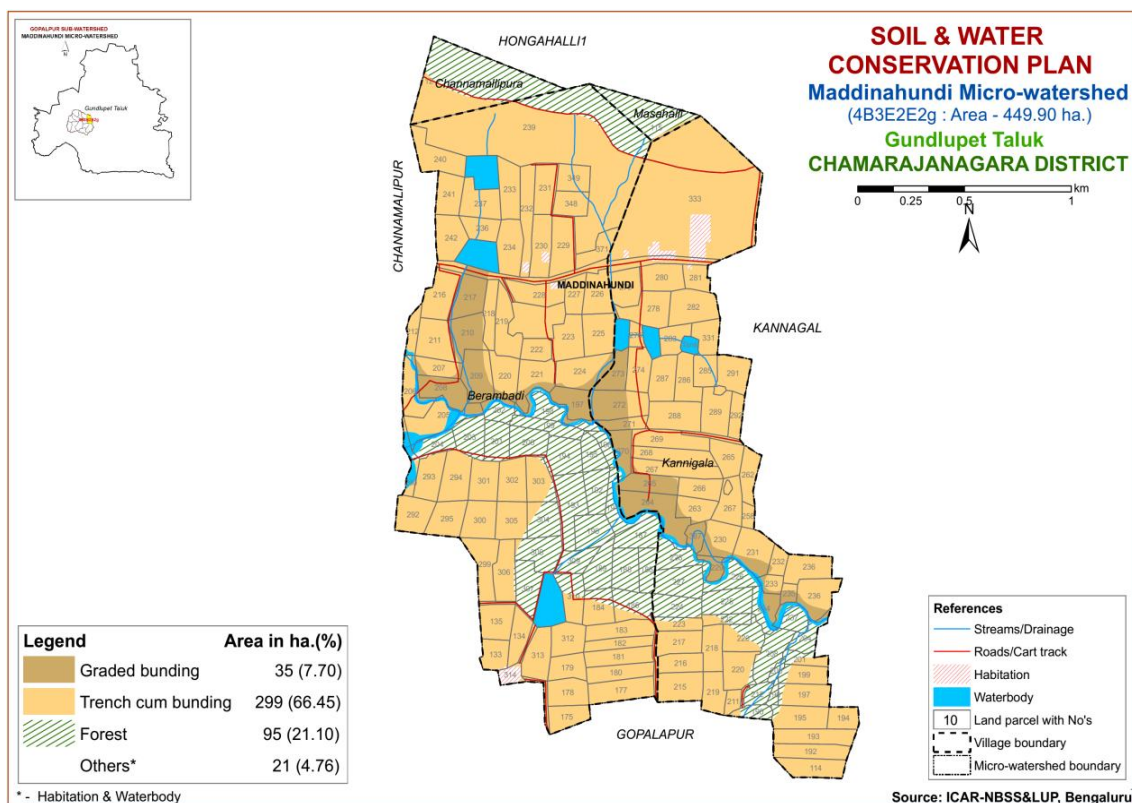 GOPALPUR SUB-WATERSHED
MADDINAHUNDI MICRO-WATERSHED
N
Gundlupet Taluk
SOIL & WATER
CONSERVATION PLAN
Maddinahundi Micro-watershed
(4B3E2E2g : Area - 449.90 ha.)
Gundlupet Taluk
CHAMARAJANAGARA DISTRICT
km
0 0.25 0.5 1
N
HONGAHALLI1
Channamallipura
Masahalli
239
240
241
237
233
232
231
349
348
333
242
236
234
230
229
371
CHANNAMALIPUR
MADDINAHUNDI
KANNAGAL
216
217
218
219
228
227
226
280
281
212
211
210
223
225
276
282
331
207
222
220
221
224
273
274
287
286
285
291
209
208
Berambadi
197
272
271
288
289
292
269
268
267
Kannigala
265
262
266
263
267
264
293
294
301
302
303
292
295
300
305
304
299
306
230
231
232
236
233
236
135
134
133
314
313
312
184
183
182
181
179
180
178
177
175
223
217
218
216
220
215
219
211
201
199
197
195
194
193
192
114
GOPALAPUR
Legend Area in ha.(%)
Graded bunding 35 (7.70)
Trench cum bunding 299 (66.45)
Forest 95 (21.10)
Others* 21 (4.76)
* - Habitation & Waterbody
References
Streams/Drainage
Roads/Cart track
Habitation
Waterbody
10 Land parcel with No's
Village boundary
Micro-watershed boundary
Source: ICAR-NBSS&LUP, Bengaluru